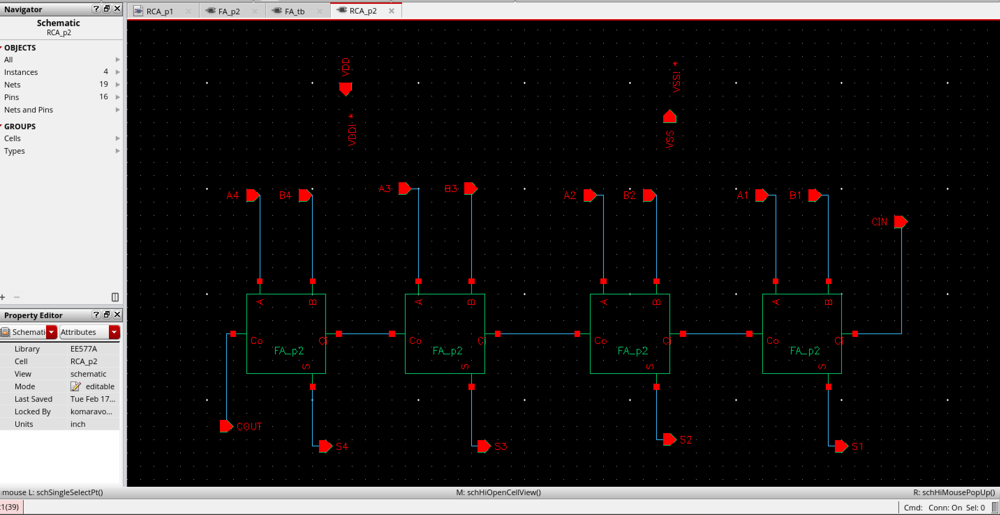 Navigator
Schematic
RCA_p2
OBJECTS
All
Instances 4
Nets 19
Pins 16
Nets and Pins
GROUPS
Cells
Types
Property Editor
Schemati Attributes
Library EE577A
Cell RCA_p2
View schematic
Mode editable
Last Saved Tue Feb 17...
Locked By komaravo...
Units inch
RCA_p1 FA_p2 FA_tb RCA_p2
VDD
VDD! *
VSS! *
VSS
A4 B4 A3 B3 A2 B2 A1 B1
CIN
A B A B A B A B
Co Ci Co Ci Co Ci Co Ci
FA_p2 FA_p2 FA_p2 FA_p2
S S S S
COUT
S4 S3 S2 S1
mouse L: schSingleSelectPt() M: schHiOpenCellView() R: schHiMousePopUp()
1(39) Cmd: Conn: On Sel: 0